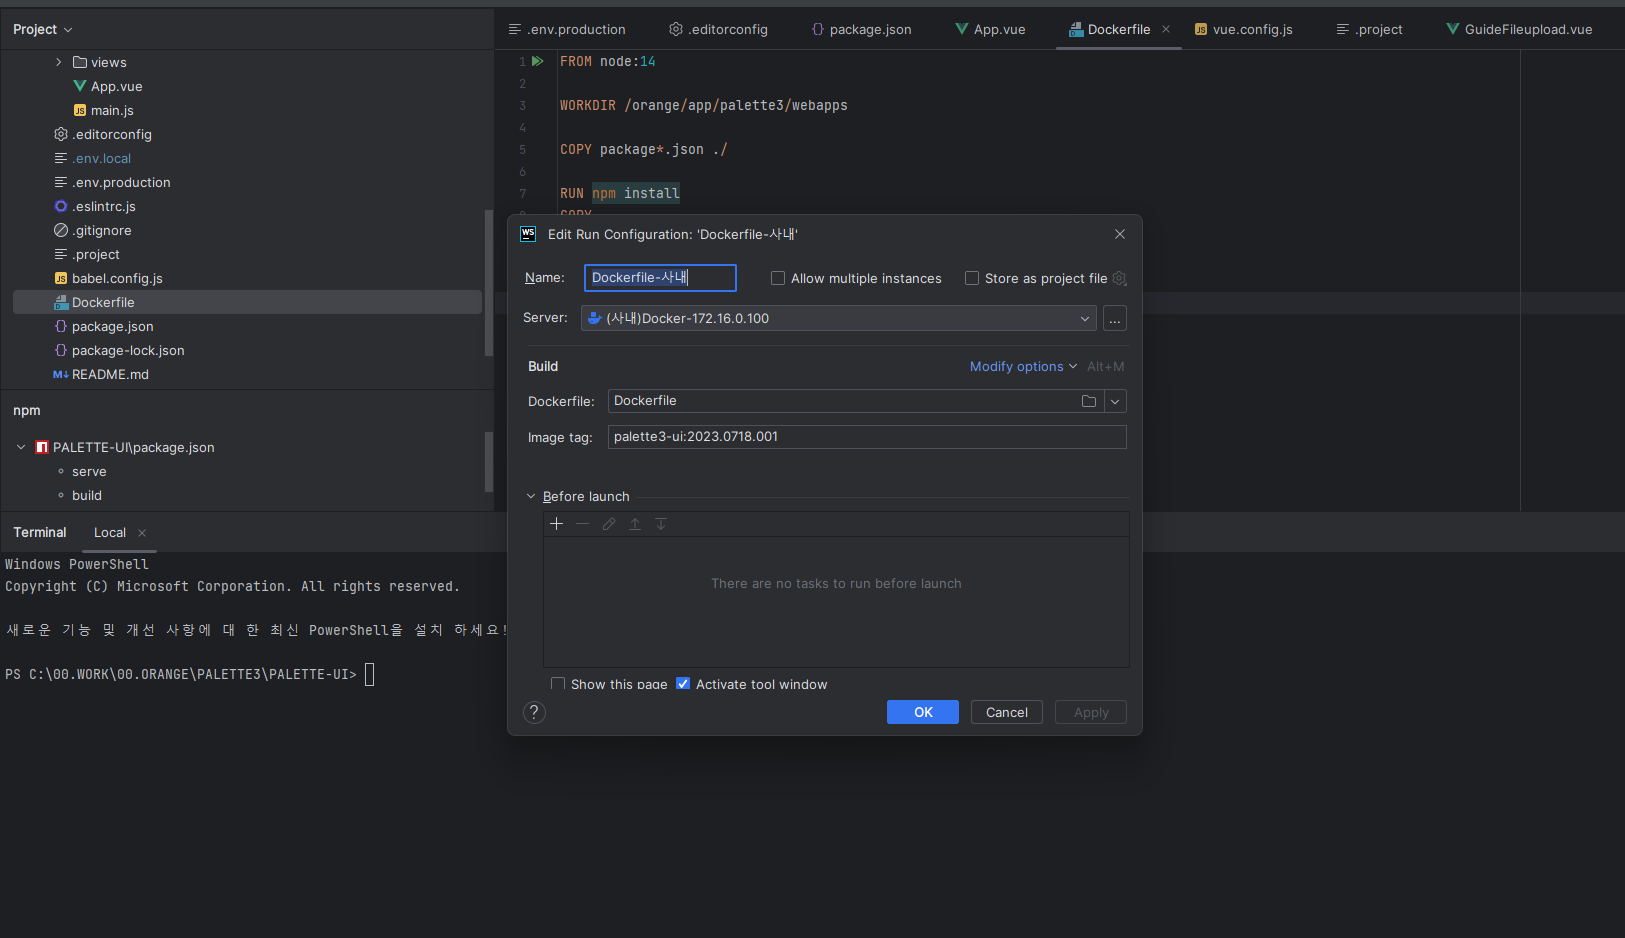 Project
.env.production
.editorconfig
{} package.json
App.vue
Dockerfile
JS vue.config.js
.project
GuideFileupload.vue
views
App.vue
JS main.js
.editorconfig
.env.local
.env.production
.eslintrc.js
.gitignore
.project
JS babel.config.js
Dockerfile
{} package.json
{} package-lock.json
M↓ README.md
1 FROM node:14
2
3 WORKDIR /orange/app/palette3/webapps
4
5 COPY package*.json ./
6
7 RUN npm install
8 COPY
npm
PALETTE-UI\package.json
serve
build
Terminal
Local
Windows PowerShell
Copyright (C) Microsoft Corporation. All rights reserved.
새로운 기능 및 개선 사항에 대 한 최신 PowerShell을 설치 하세요!
PS C:\00.WORK\00.ORANGE\PALETTE3\PALETTE-UI>
WS Edit Run Configuration: 'Dockerfile-사내'
Name: Dockerfile-사내 Allow multiple instances Store as project file
Server: (사내)Docker-172.16.0.100 ...
Build Modify options Alt+M
Dockerfile: Dockerfile
Image tag: palette3-ui:2023.0718.001
Before launch
There are no tasks to run before launch
Show this page Activate tool window
? OK Cancel Apply